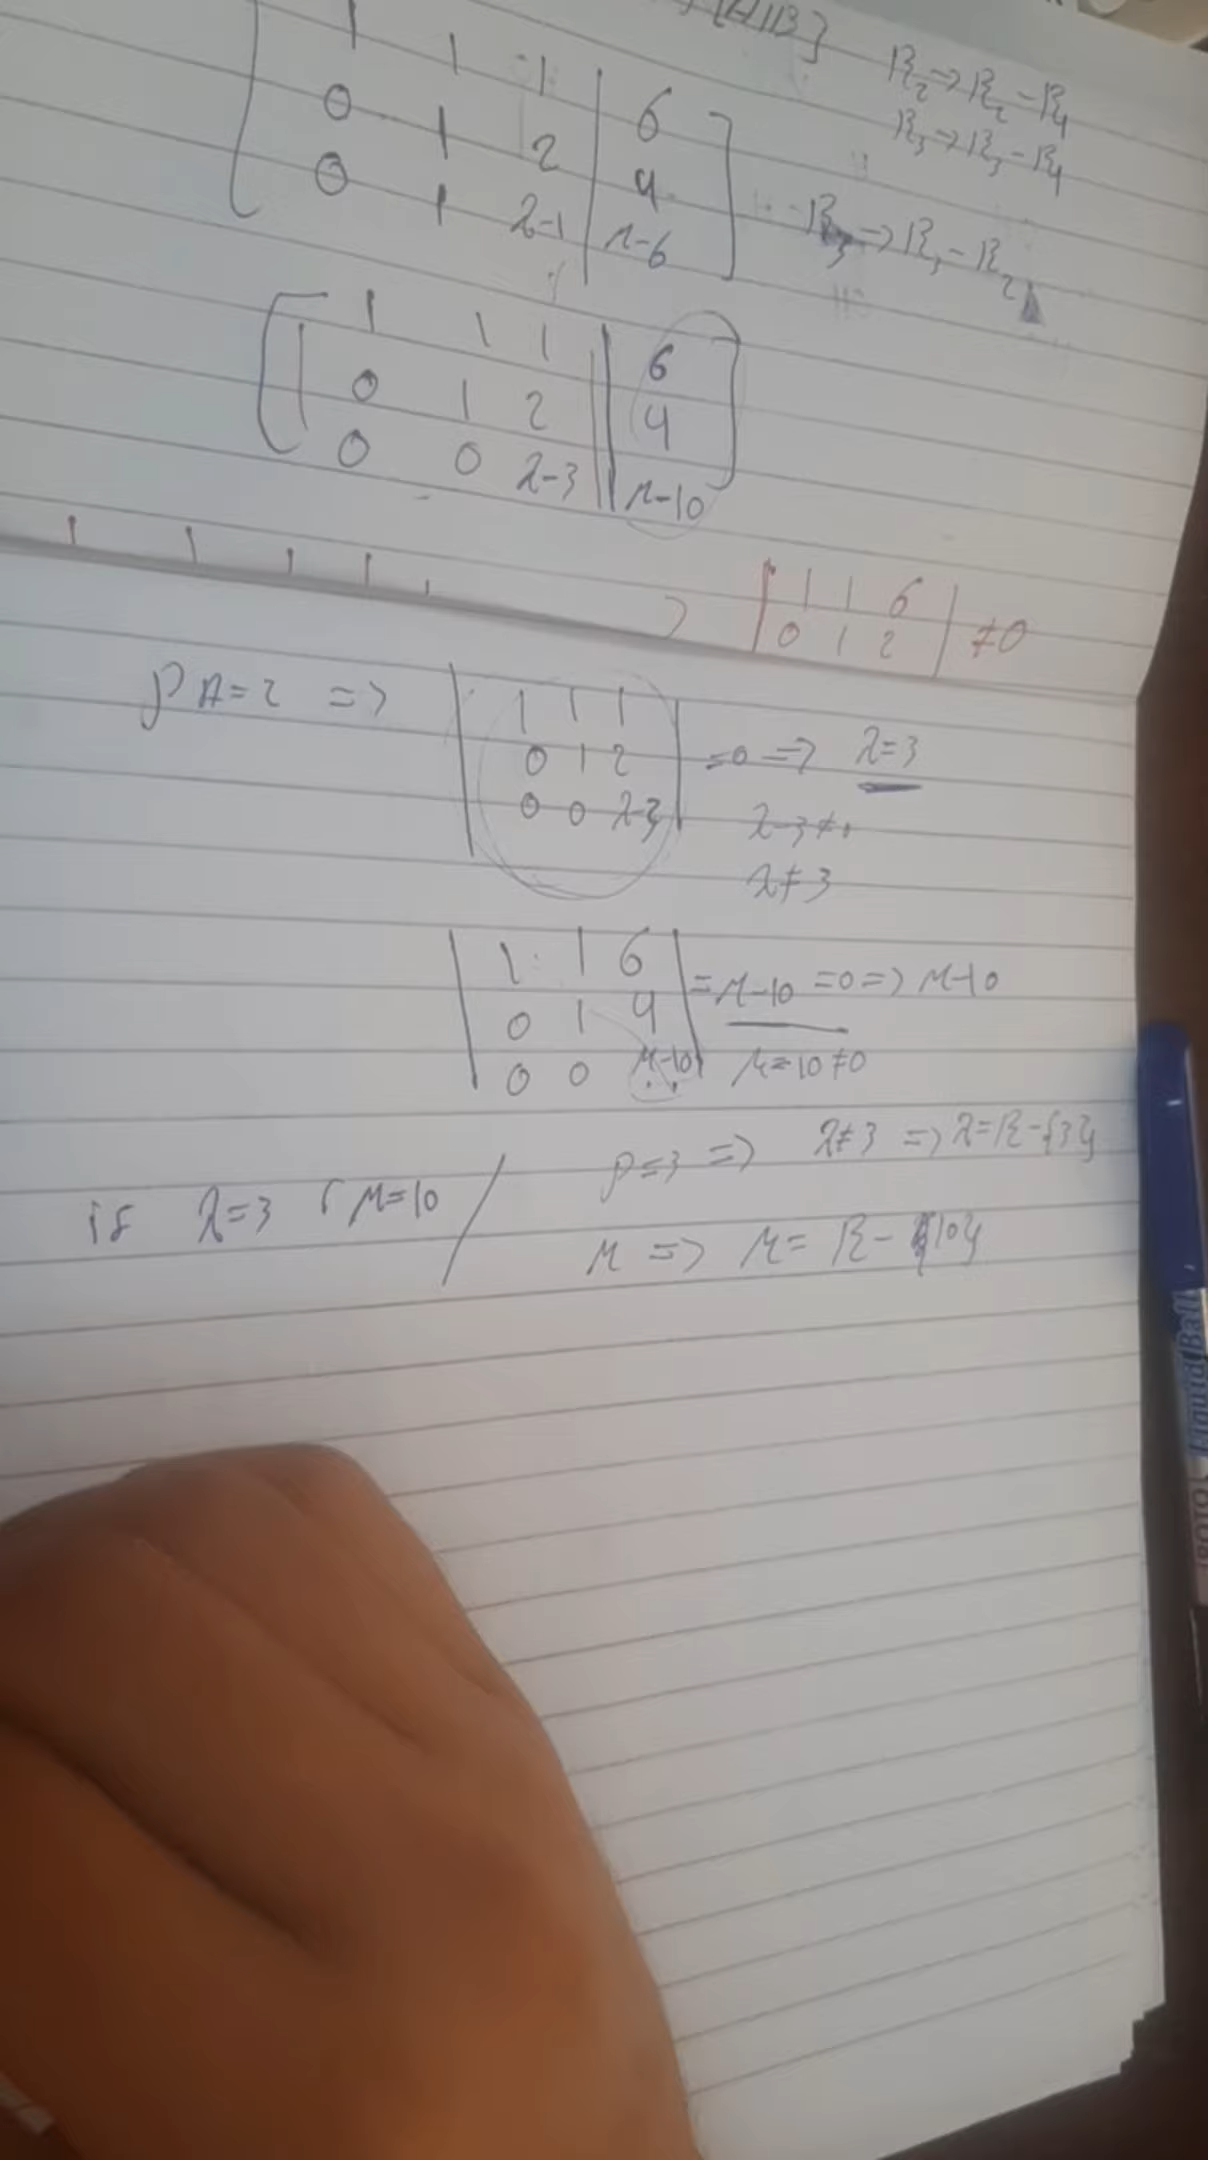 [A|B] R₂ => R₂ - R₁
R₃ => R₃ - R₁
1 1 1 | 6
0 1 2 | 4
0 1 λ-1 | μ-6
R₃ => R₃ - R₂
1 1 1 | 6
0 1 2 | 4
0 0 λ-3 | μ-10
| 1 1 6 |
| 0 1 2 | ≠0
ρA=2 => | 1 1 1 |
| 0 1 2 | =0 => λ=3
| 0 0 λ-3 | λ-3≠
λ≠3
| 1 1 6 |
| 0 1 4 | = μ-10 =0 => μ-10
| 0 0 μ-10 | μ=10≠0
ρ=3 => λ≠3 => λ=R-{3}
if λ=3 , μ=10 /
μ => μ= R-{10}
Liquid Ball
ROTO